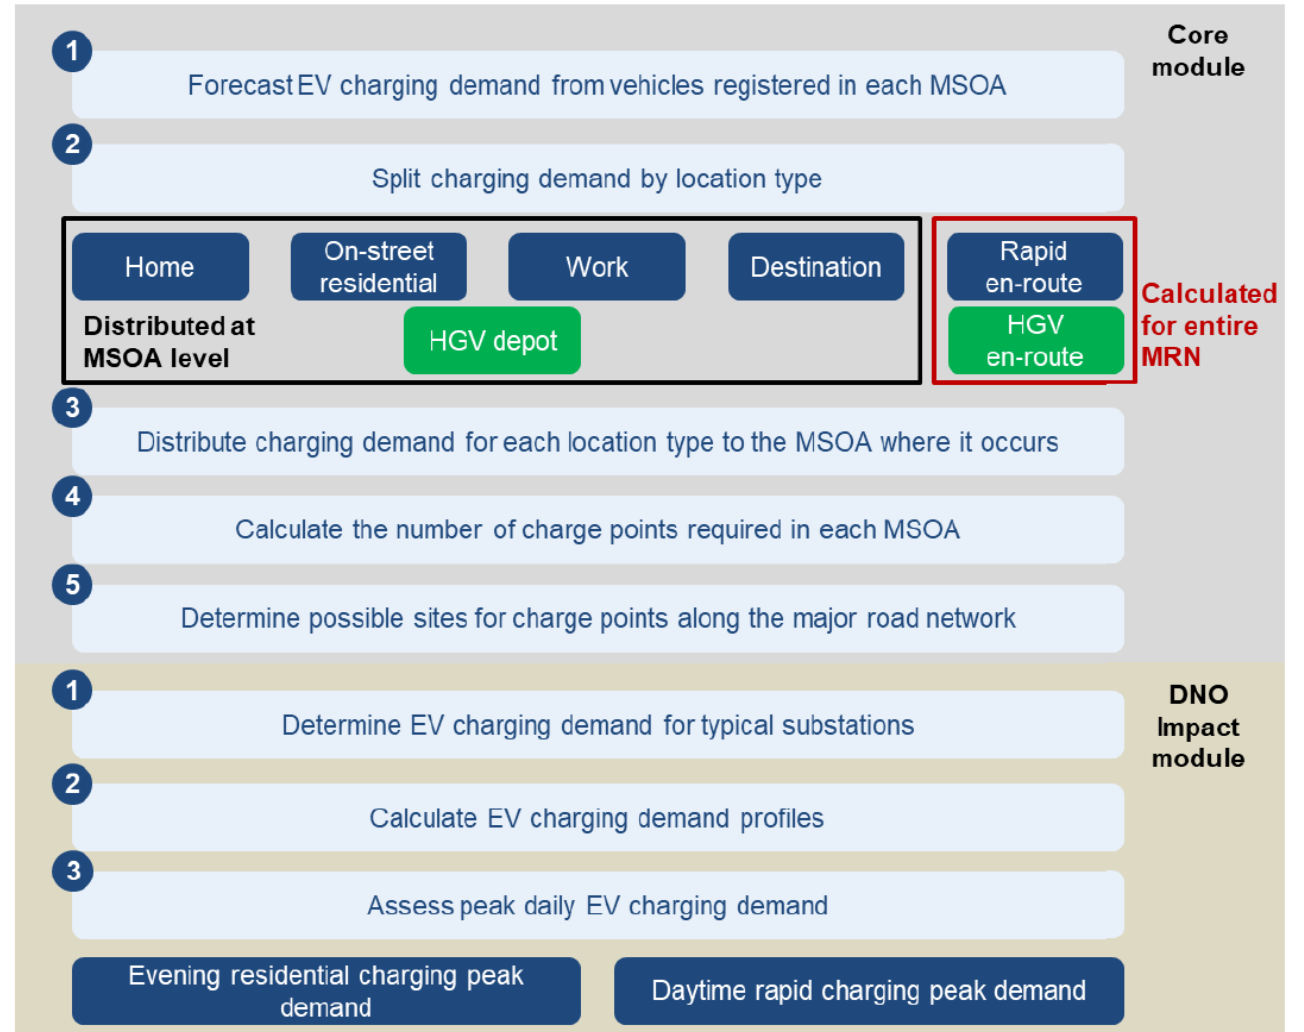 Core
module
1
Forecast EV charging demand from vehicles registered in each MSOA
2
Split charging demand by location type
Home
On-street
residential
Work
Destination
Rapid
en-route
Distributed at
MSOA level
HGV depot
HGV
en-route
Calculated
for entire
MRN
3
Distribute charging demand for each location type to the MSOA where it occurs
4
Calculate the number of charge points required in each MSOA
5
Determine possible sites for charge points along the major road network
DNO
Impact
module
1
Determine EV charging demand for typical substations
2
Calculate EV charging demand profiles
3
Assess peak daily EV charging demand
Evening residential charging peak
demand
Daytime rapid charging peak demand